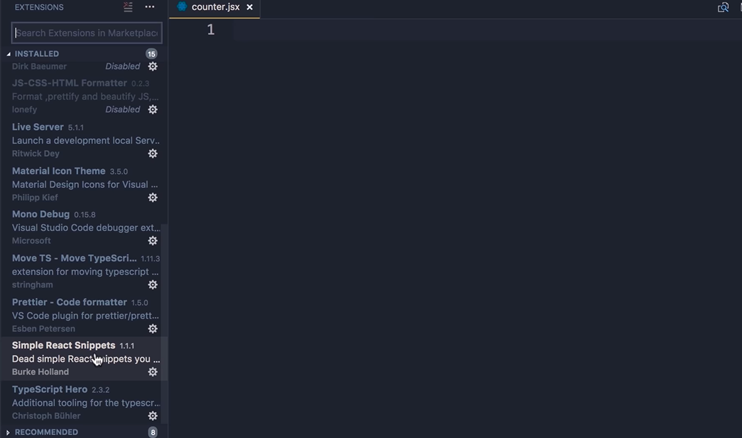 EXTENSIONS
counter.jsx
Search Extensions in Marketplac
1
INSTALLED 15
Dirk Baeumer Disabled
JS-CSS-HTML Formatter 0.2.3
Format ,prettify and beautify JS,...
lonefy Disabled
Live Server 5.1.1
Launch a development local Serv..
Ritwick Dey
Material Icon Theme 3.5.0
Material Design Icons for Visual ...
Philipp Kief
Mono Debug 0.15.8
Visual Studio Code debugger ext...
Microsoft
Move TS - Move TypeScri... 1.11.3
extension for moving typescript ...
stringham
Prettier - Code formatter 1.5.0
VS Code plugin for prettier/prett...
Esben Petersen
Simple React Snippets 1.1.1
Dead simple React snippets you ...
Burke Holland
TypeScript Hero 2.3.2
Additional tooling for the typescr...
Christoph Bühler
RECOMMENDED 8